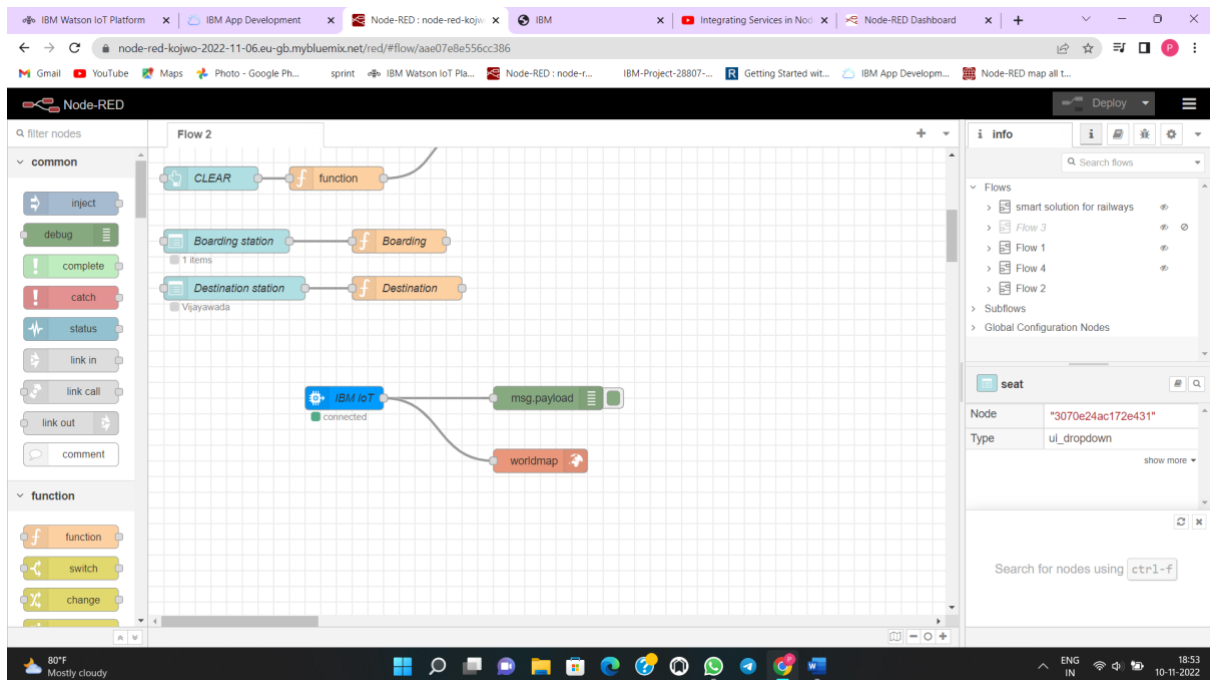 IBM Watson IoT Platform
IBM App Development
Node-RED : node-red-kojw
IBM
Integrating Services in Nod
Node-RED Dashboard
node-red-kojwo-2022-11-06.eu-gb.mybluemix.net/red/#flow/aae07e8e556cc386
P
Gmail YouTube Maps Photo - Google Ph... sprint IBM Watson IoT Pla... Node-RED : node-r... IBM-Project-28807-... Getting Started wit... IBM App Developm... Node-RED map all t...
Node-RED
Deploy
filter nodes
Flow 2
common
inject
debug
complete
catch
status
link in
link call
link out
comment
function
function
switch
change
CLEAR
function
Boarding station
Boarding
1 items
Destination station
Destination
Vijayawada
IBM IoT
msg.payload
connected
worldmap
info
Search flows
Flows
smart solution for railways
Flow 3
Flow 1
Flow 4
Flow 2
Subflows
Global Configuration Nodes
seat
Node "3070e24ac172e431"
Type ui_dropdown
show more
Search for nodes using ctrl-f
80°F
Mostly cloudy
ENG
IN
18:53
10-11-2022